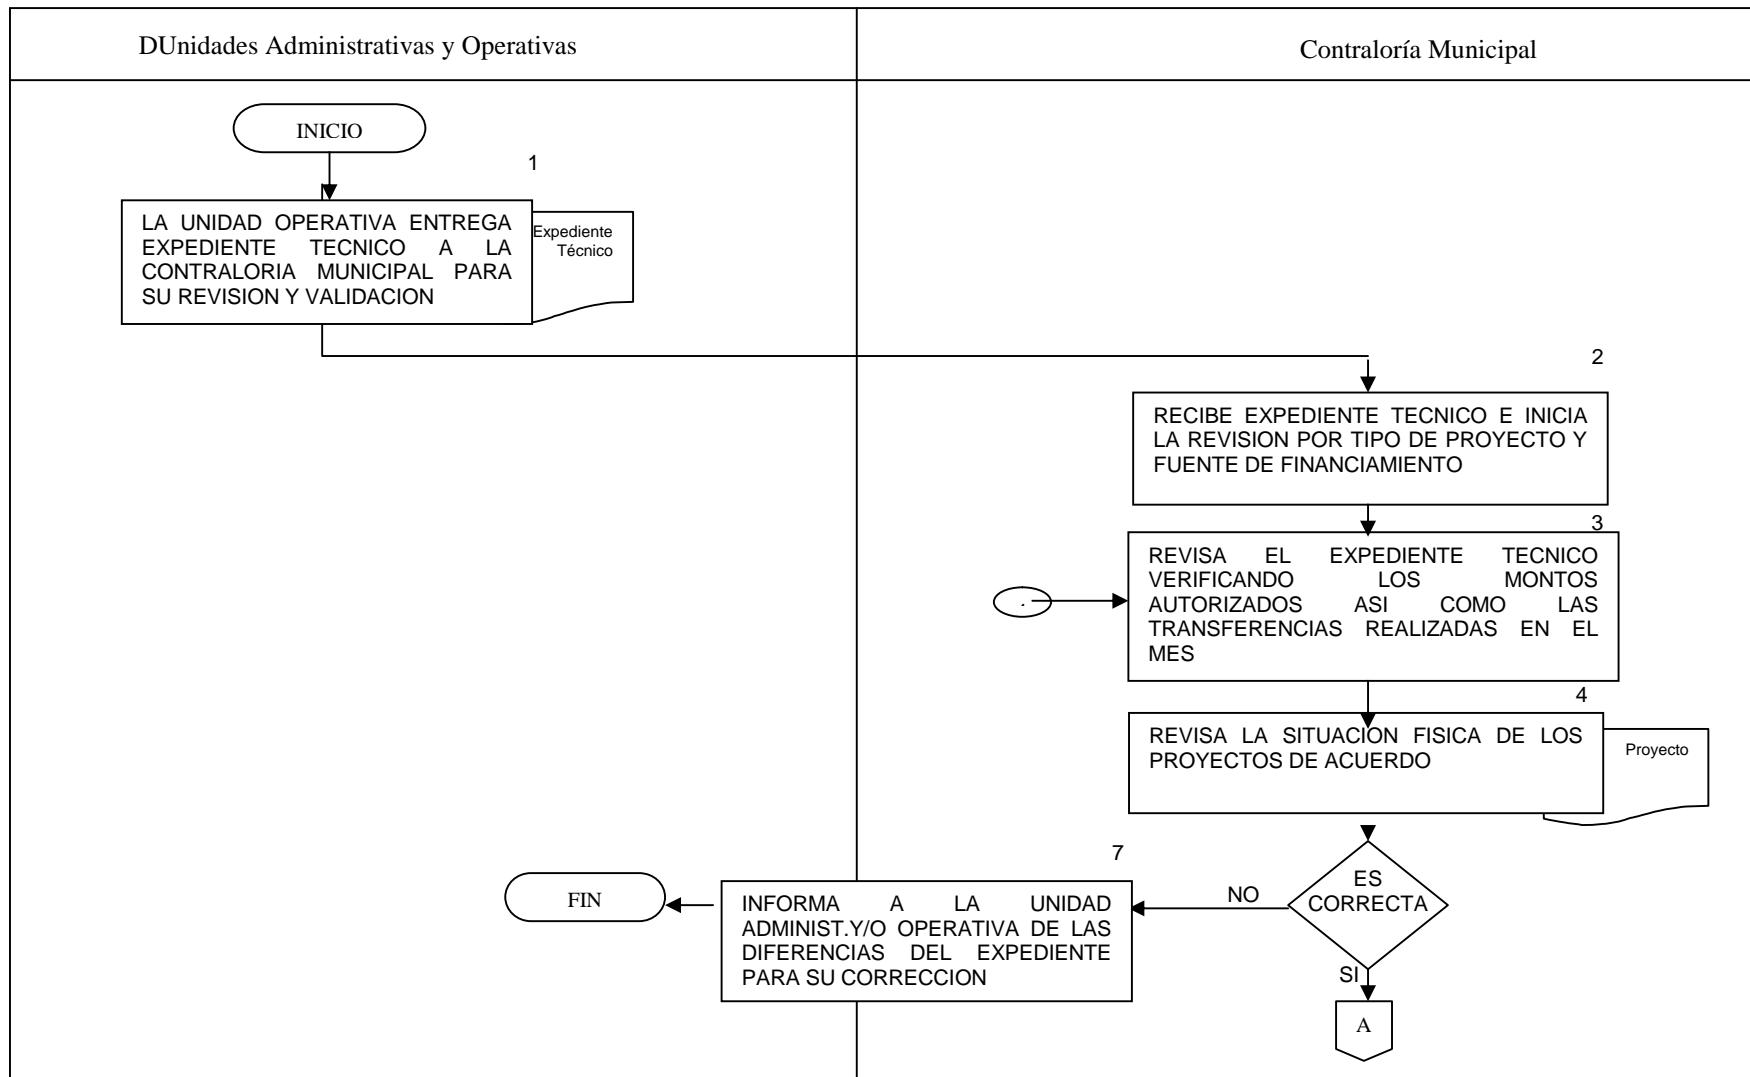 DUnidades Administrativas y Operativas
Contraloría Municipal
INICIO
1
LA UNIDAD OPERATIVA ENTREGA
EXPEDIENTE TECNICO A LA
CONTRALORIA MUNICIPAL PARA
SU REVISION Y VALIDACION
Expediente
Técnico
2
RECIBE EXPEDIENTE TECNICO E INICIA
LA REVISION POR TIPO DE PROYECTO Y
FUENTE DE FINANCIAMIENTO
3
REVISA EL EXPEDIENTE TECNICO
VERIFICANDO LOS MONTOS
AUTORIZADOS ASI COMO LAS
TRANSFERENCIAS REALIZADAS EN EL
MES
4
REVISA LA SITUACION FISICA DE LOS
PROYECTOS DE ACUERDO
Proyecto
ES
CORRECTA
NO
7
INFORMA A LA UNIDAD
ADMINIST.Y/O OPERATIVA DE LAS
DIFERENCIAS DEL EXPEDIENTE
PARA SU CORRECCION
FIN
SI
A